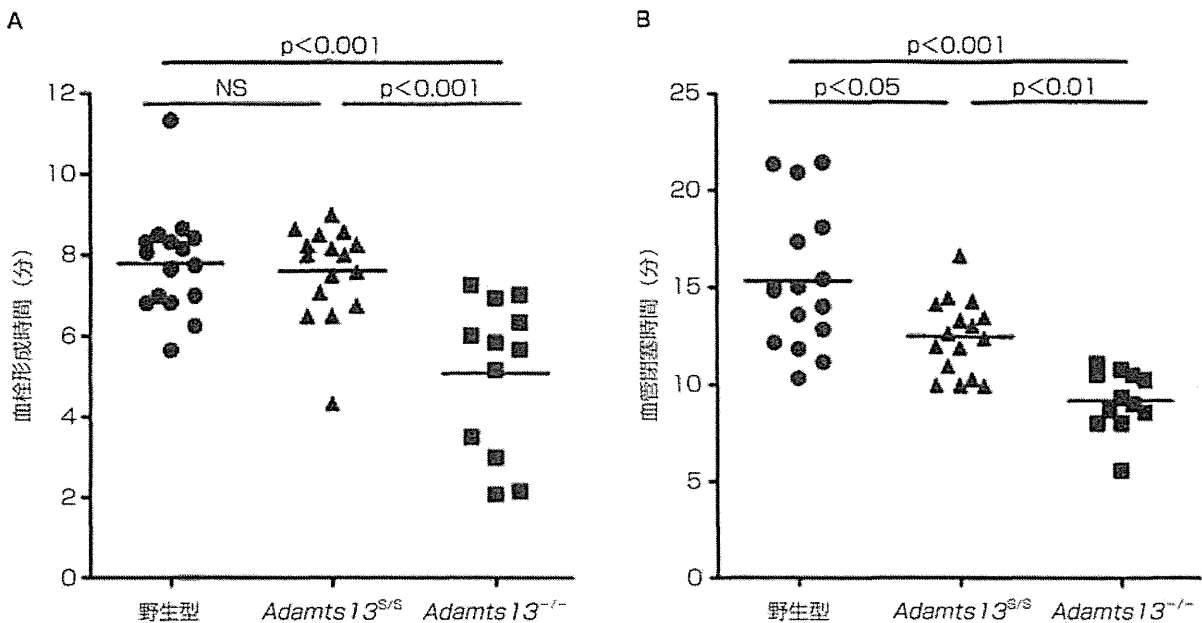 A
p<0.001
NS
p<0.001
12
10
8
6
4
2
0
血栓形成時間（分）
野生型
Adamts13S/S
Adamts13−/−
B
p<0.001
p<0.05
p<0.01
25
20
15
10
5
0
血管閉塞時間（分）
野生型
Adamts13S/S
Adamts13−/−